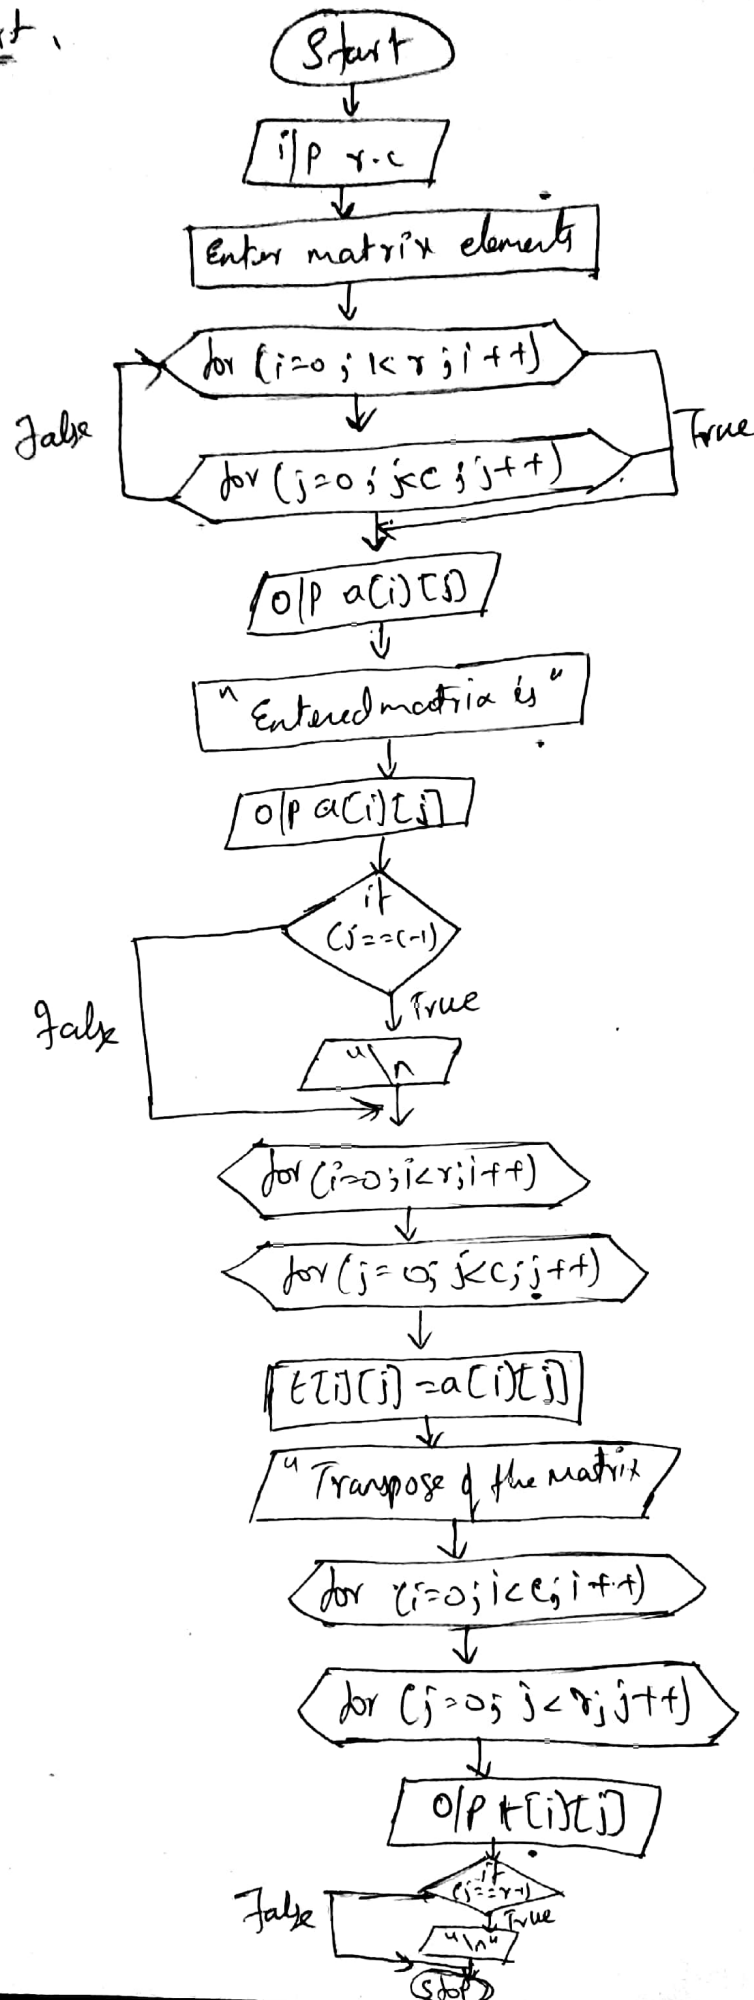 Start
i/p r.c
Enter matrix elements
for (i=0; i<r; i++)
False
True
for (j=0; j<c; j++)
O/P a[i][j]
"Entered matrix is"
O/P a[i][j]
if
(j==c-1)
True
False
"\n
for (i=0; i<r; i++)
for (j=0; j<c; j++)
t[i][j] = a[i][j]
"Transpose of the matrix
for (i=0; i<c; i++)
for (j=0; j<r; j++)
O/P t[i][j]
if
(j==r-1)
False
True
"\n"
Stop